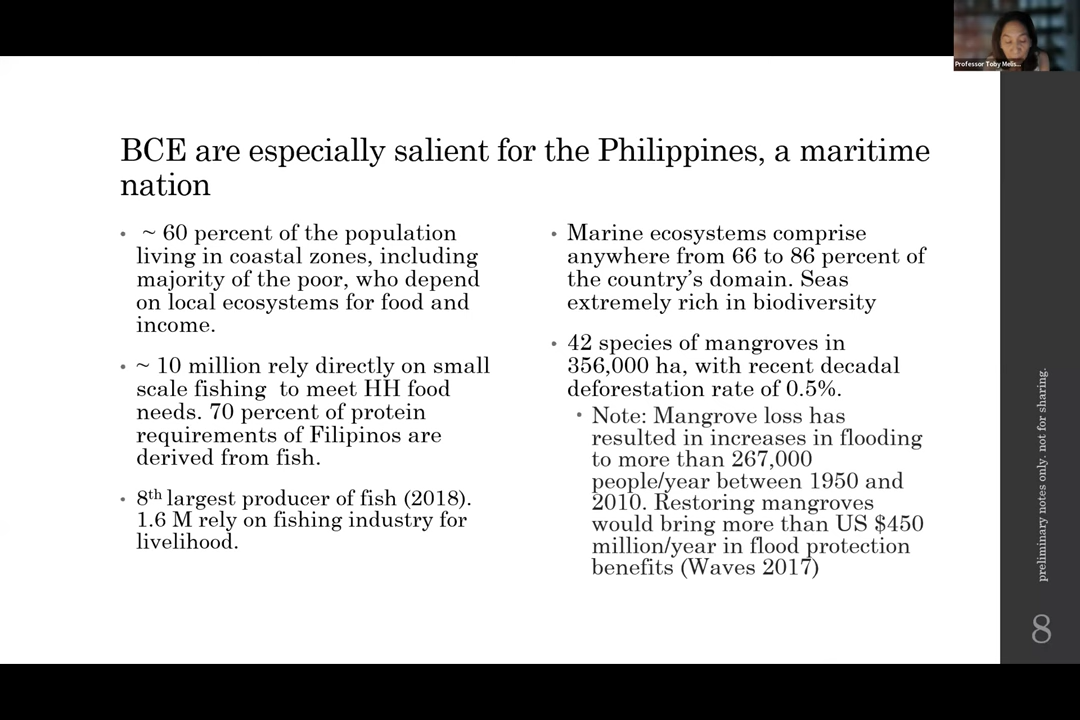 Professor Toby Melis...
BCE are especially salient for the Philippines, a maritime
nation
• ~ 60 percent of the population
living in coastal zones, including
majority of the poor, who depend
on local ecosystems for food and
income.
• ~ 10 million rely directly on small
scale fishing to meet HH food
needs. 70 percent of protein
requirements of Filipinos are
derived from fish.
• 8th largest producer of fish (2018).
1.6 M rely on fishing industry for
livelihood.
• Marine ecosystems comprise
anywhere from 66 to 86 percent of
the country's domain. Seas
extremely rich in biodiversity
• 42 species of mangroves in
356,000 ha, with recent decadal
deforestation rate of 0.5%.
• Note: Mangrove loss has
resulted in increases in flooding
to more than 267,000
people/year between 1950 and
2010. Restoring mangroves
would bring more than US $450
million/year in flood protection
benefits (Waves 2017)
preliminary notes only. not for sharing.
8